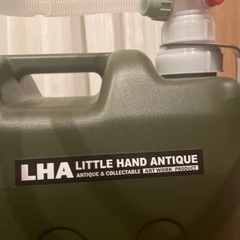 LHA LITTLE HAND ANTIQUE
ANTIQUE & COLLECTABLE ART WORK PRODUCT